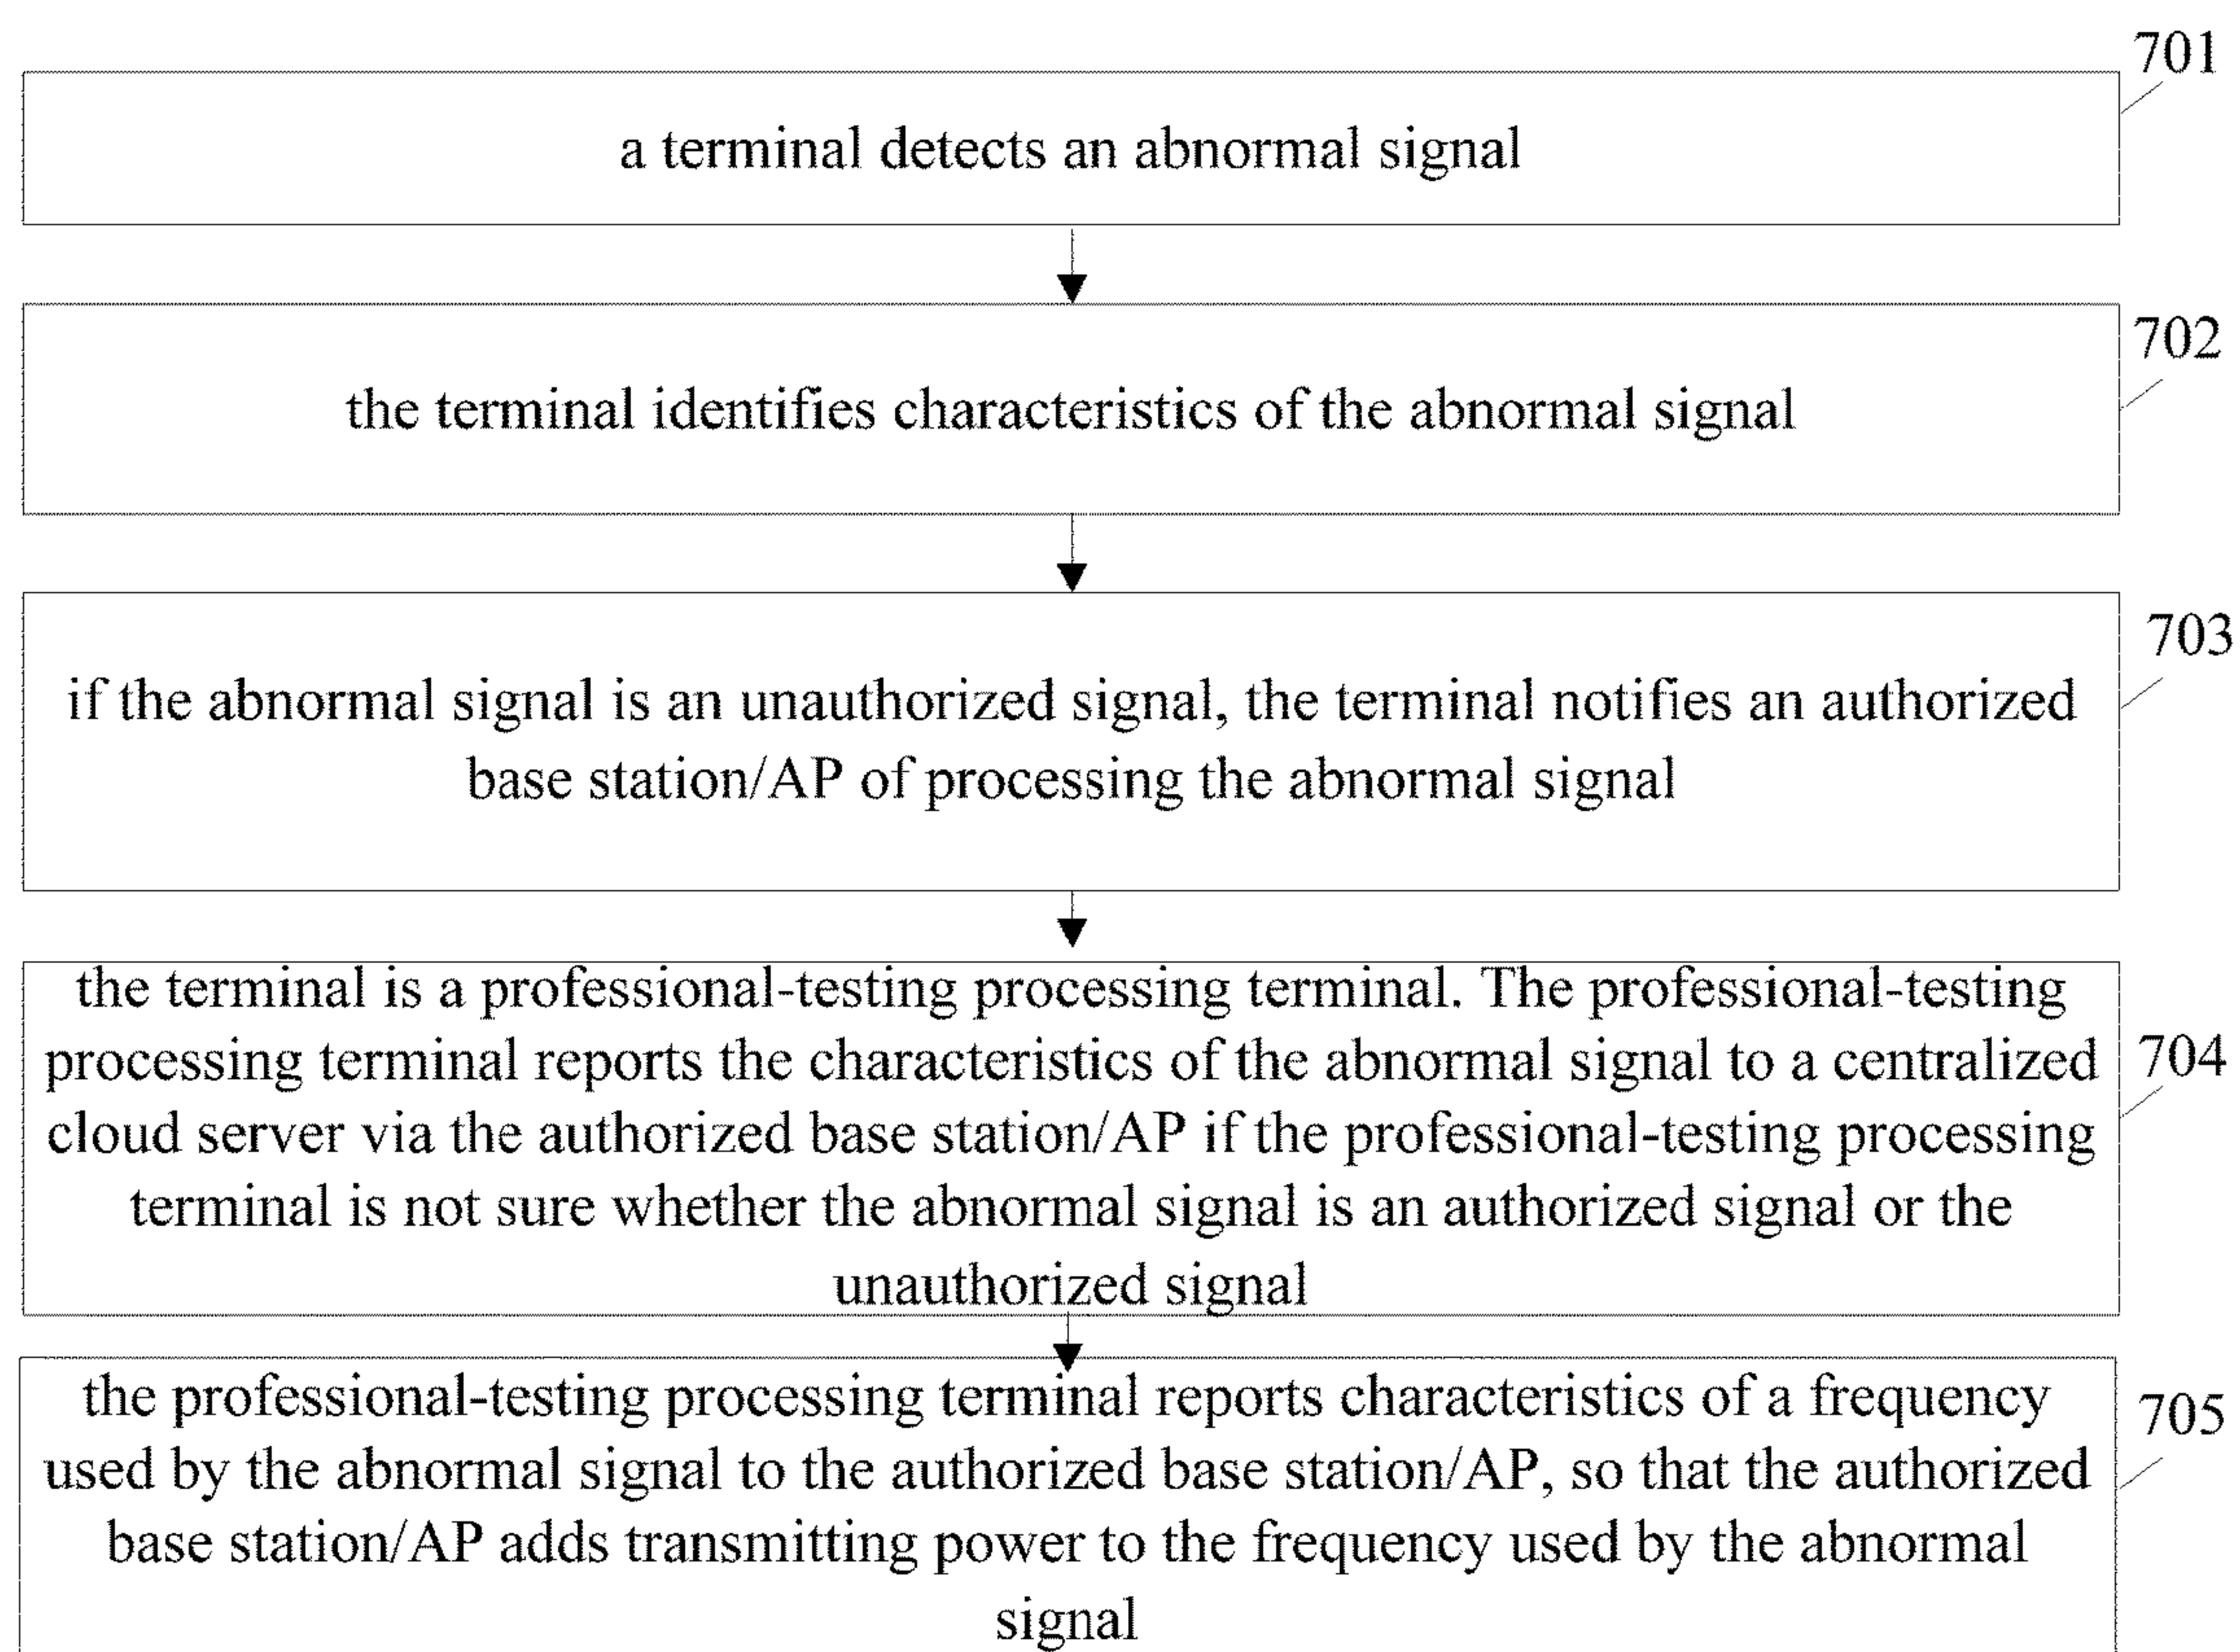 701
a terminal detects an abnormal signal
702
the terminal identifies characteristics of the abnormal signal
703
if the abnormal signal is an unauthorized signal, the terminal notifies an authorized
base station/AP of processing the abnormal signal
the terminal is a professional-testing processing terminal. The professional-testing
processing terminal reports the characteristics of the abnormal signal to a centralized
704
cloud server via the authorized base station/AP if the professional-testing processing
terminal is not sure whether the abnormal signal is an authorized signal or the
unauthorized signal
the professional-testing processing terminal reports characteristics of a frequency
705
used by the abnormal signal to the authorized base station/AP, so that the authorized
base station/AP adds transmitting power to the frequency used by the abnormal
signal